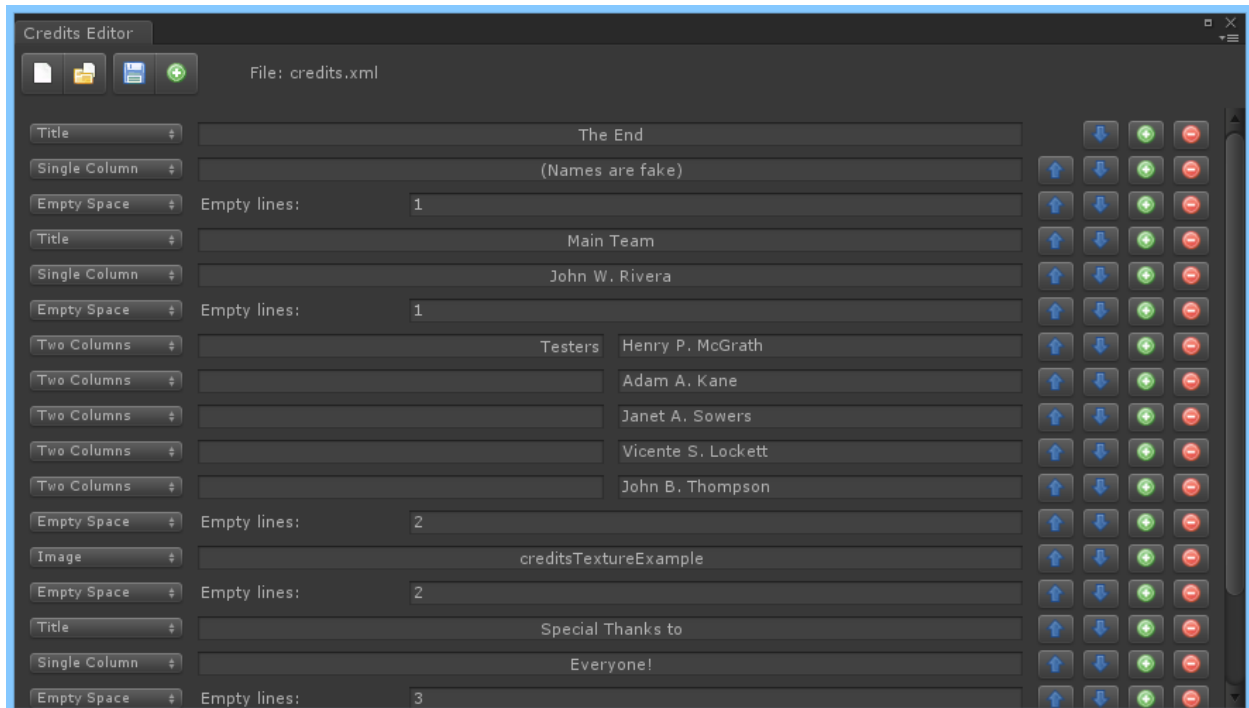 Credits Editor
File: credits.xml
Title The End
Single Column (Names are fake)
Empty Space Empty lines: 1
Title Main Team
Single Column John W. Rivera
Empty Space Empty lines: 1
Two Columns Testers Henry P. McGrath
Two Columns Adam A. Kane
Two Columns Janet A. Sowers
Two Columns Vicente S. Lockett
Two Columns John B. Thompson
Empty Space Empty lines: 2
Image creditsTextureExample
Empty Space Empty lines: 2
Title Special Thanks to
Single Column Everyone!
Empty Space Empty lines: 3